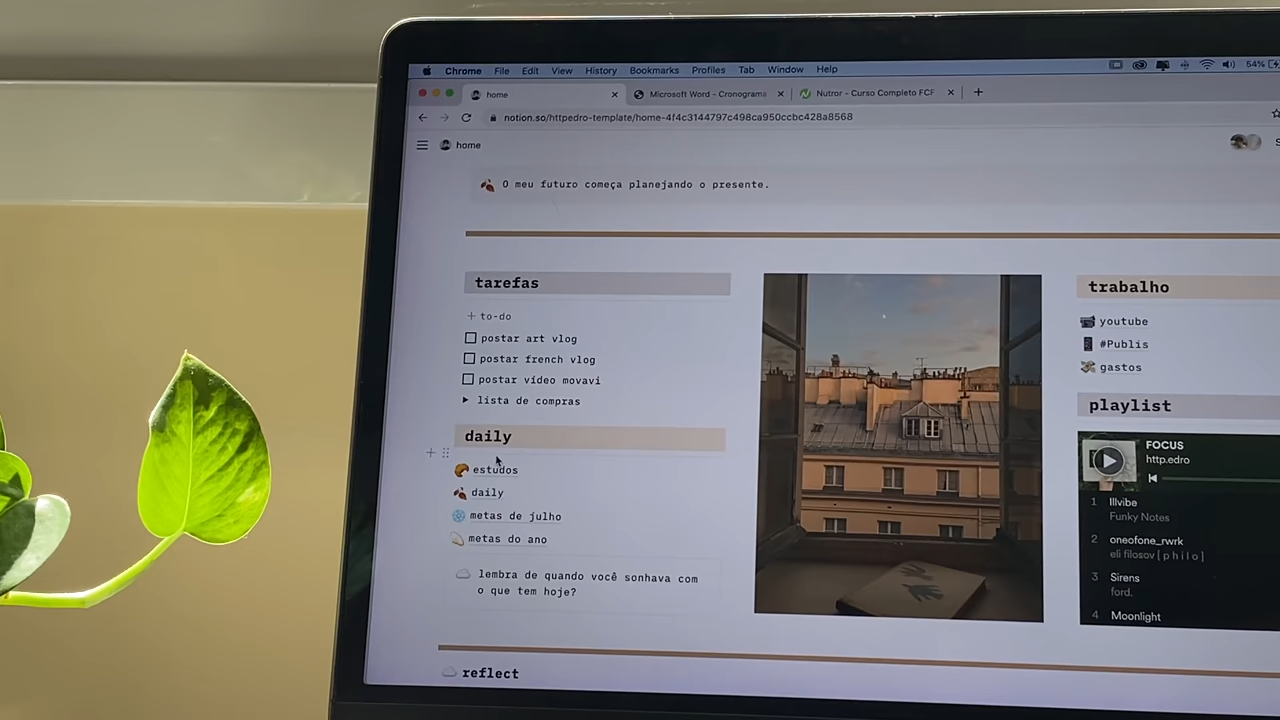 Chrome File Edit View History Bookmarks Profiles Tab Window Help
54%
home
Microsoft Word - Cronograma
Nutror - Curso Completo FCF
notion.so/httpedro-template/home-4f4c3144797c498ca950ccbc428a8568
home
O meu futuro começa planejando o presente.
tarefas
+ to-do
postar art vlog
postar french vlog
postar vídeo movavi
lista de compras
daily
estudos
daily
metas de julho
metas do ano
lembra de quando você sonhava com
o que tem hoje?
reflect
trabalho
youtube
#Publis
gastos
playlist
FOCUS
http.edro
1 Illvibe
Funky Notes
2 oneofone_rwrk
eli filosov [ p h i l o ]
3 Sirens
ford.
4 Moonlight